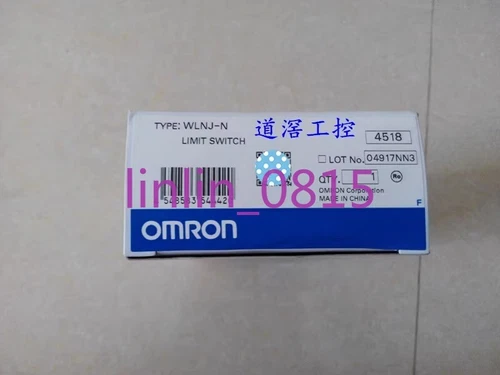 TYPE: WLNJ-N
LIMIT SWITCH
道滘工控
4518
LOT No. 04917NN3
QTY. 1
OMRON Corporation
MADE IN CHINA
linlin_0815
OMRON
F